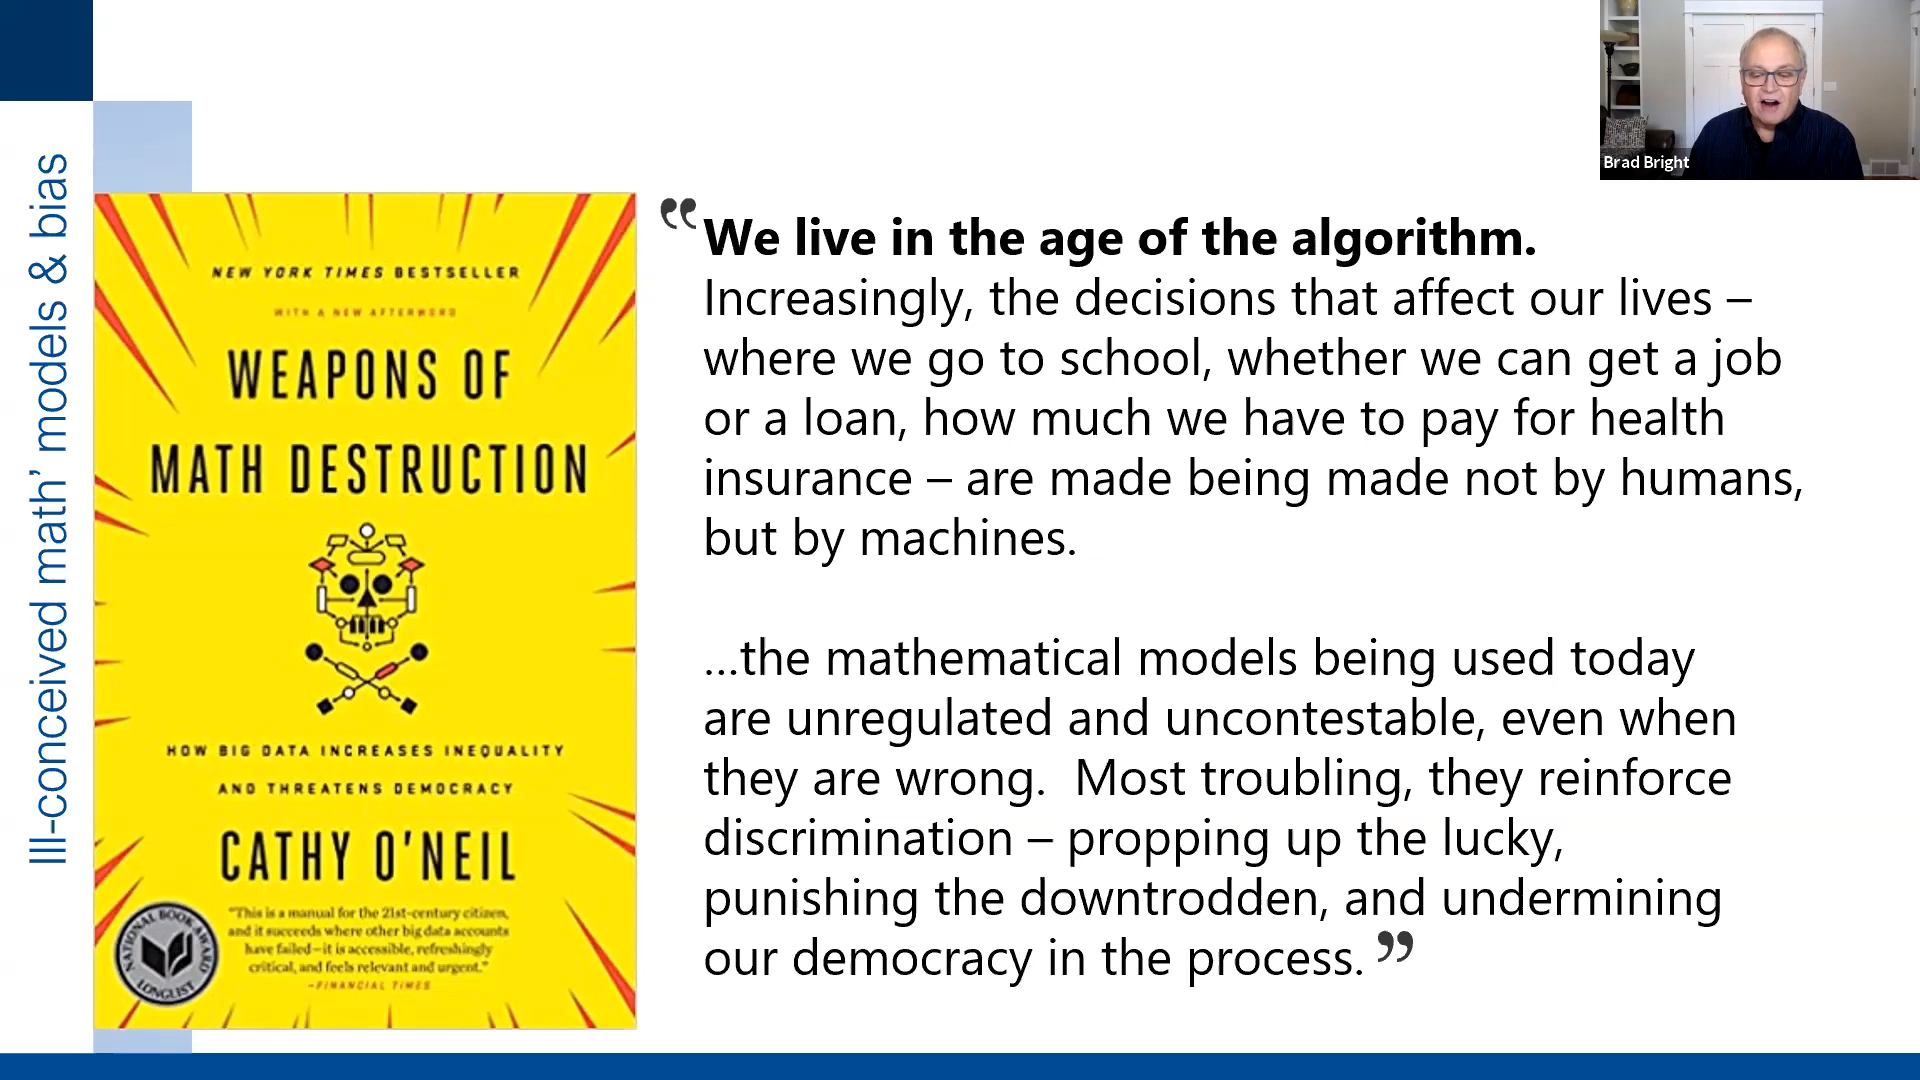 Ill-conceived math’ models & bias
NEW YORK TIMES BESTSELLER
WITH A NEW AFTERWORD
WEAPONS OF
MATH DESTRUCTION
HOW BIG DATA INCREASES INEQUALITY
AND THREATENS DEMOCRACY
CATHY O’NEIL
NATIONAL BOOK AWARD
LONGLIST
“This is a manual for the 21st-century citizen,
and it succeeds where other big data accounts
have failed—it is accessible, refreshingly
critical, and feels relevant and urgent.”
—FINANCIAL TIMES
“We live in the age of the algorithm.
Increasingly, the decisions that affect our lives –
where we go to school, whether we can get a job
or a loan, how much we have to pay for health
insurance – are made being made not by humans,
but by machines.
…the mathematical models being used today
are unregulated and uncontestable, even when
they are wrong.  Most troubling, they reinforce
discrimination – propping up the lucky,
punishing the downtrodden, and undermining
our democracy in the process.”
Brad Bright